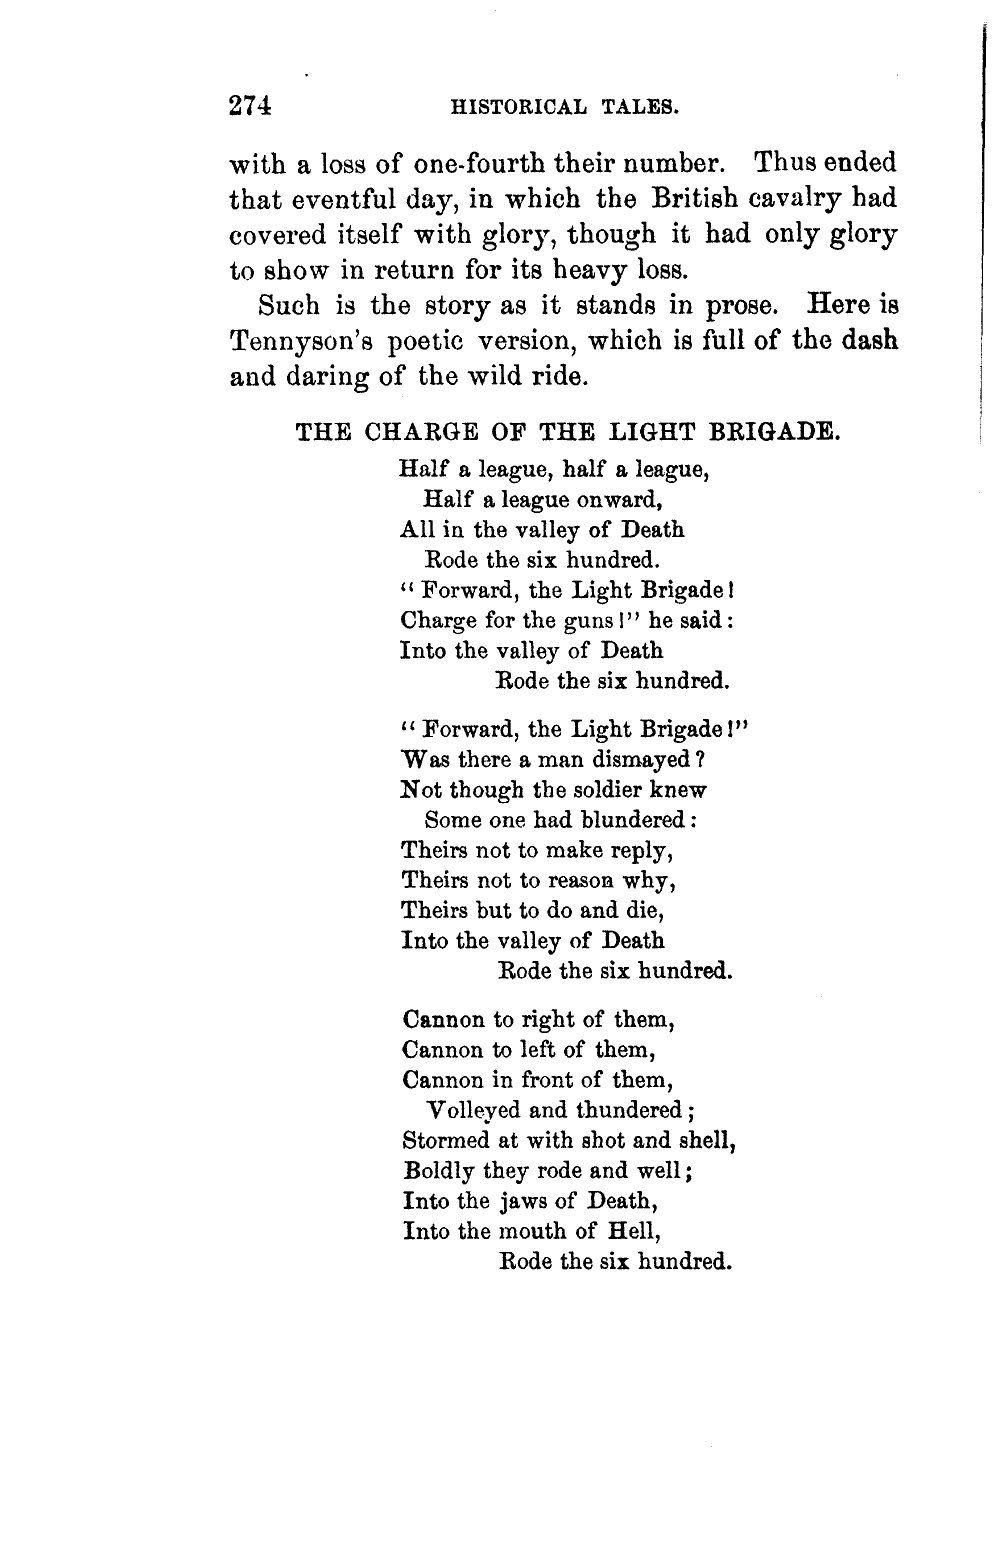 274 HISTORICAL TALES.
with a loss of one-fourth their number. Thus ended
that eventful day, in which the British cavalry had
covered itself with glory, though it had only glory
to show in return for its heavy loss.
Such is the story as it stands in prose. Here is
Tennyson's poetic version, which is full of the dash
and daring of the wild ride.
THE CHARGE OF THE LIGHT BRIGADE.
Half a league, half a league,
Half a league onward,
All in the valley of Death
Rode the six hundred.
“Forward, the Light Brigade!
Charge for the guns!” he said:
Into the valley of Death
Rode the six hundred.
“Forward, the Light Brigade!”
Was there a man dismayed?
Not though the soldier knew
Some one had blundered:
Theirs not to make reply,
Theirs not to reason why,
Theirs but to do and die,
Into the valley of Death
Rode the six hundred.
Cannon to right of them,
Cannon to left of them,
Cannon in front of them,
Volleyed and thundered;
Stormed at with shot and shell,
Boldly they rode and well;
Into the jaws of Death,
Into the mouth of Hell,
Rode the six hundred.